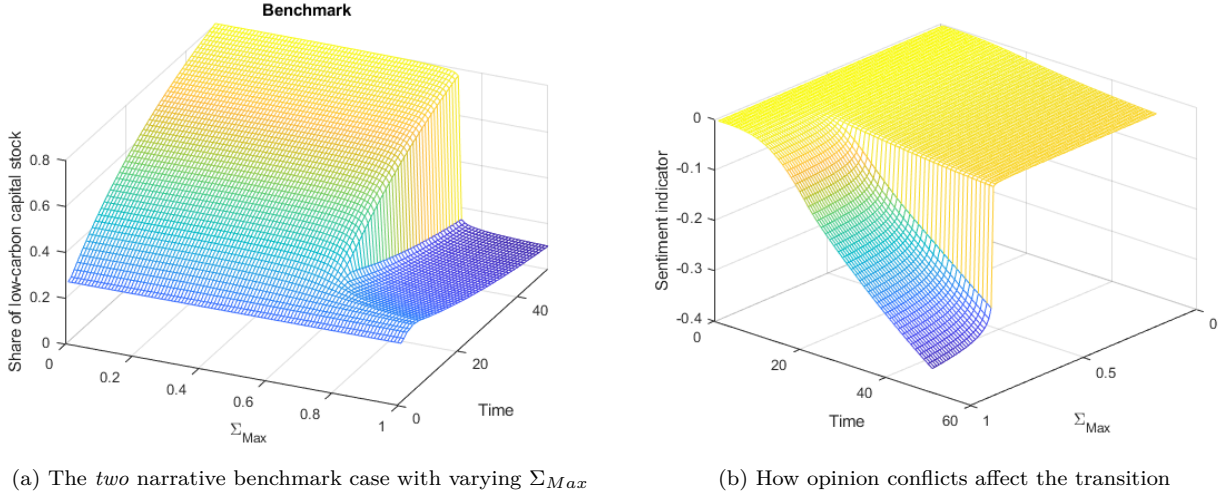 Benchmark
Share of low-carbon capital stock
0.8
0.6
0.4
0.2
0
0
0.2
0.4
0.6
0.8
1
Σ_Max
0
20
40
Time
Sentiment indicator
0
-0.1
-0.2
-0.3
-0.4
0
20
40
60
Time
1
0.5
0
Σ_Max
(a) The two narrative benchmark case with varying Σ_Max
(b) How opinion conflicts affect the transition